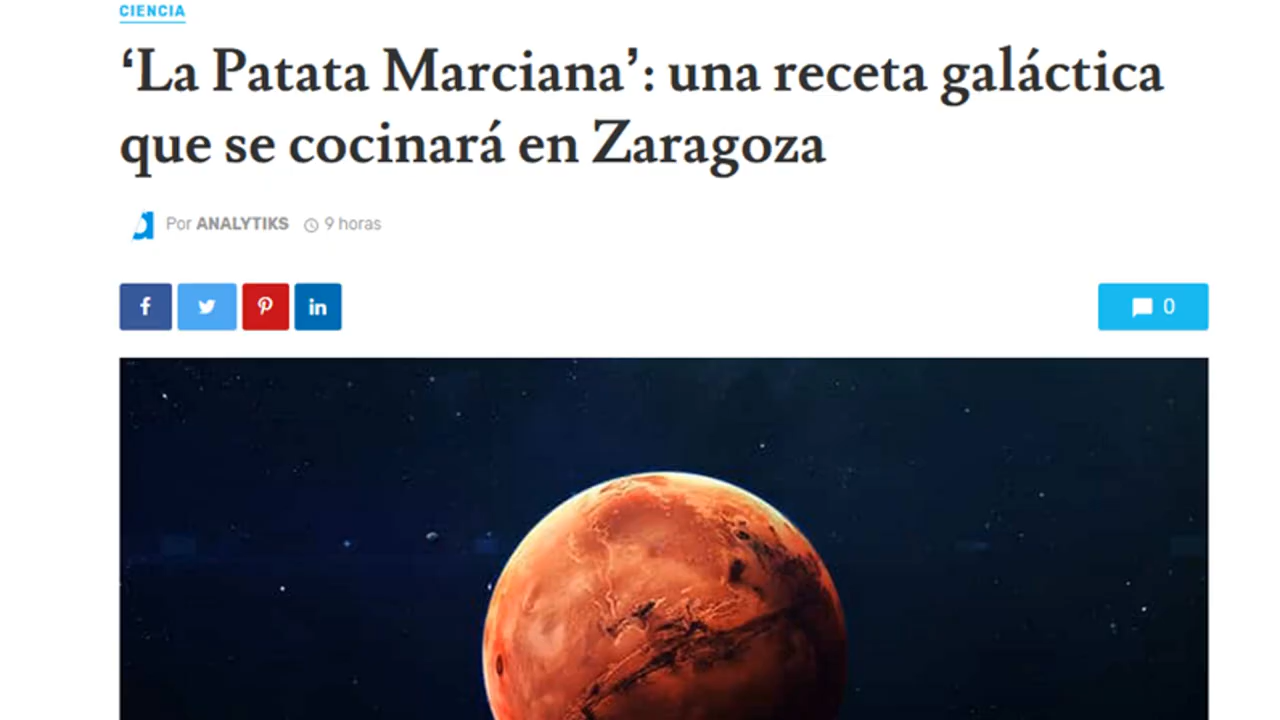 CIENCIA
‘La Patata Marciana’: una receta galáctica
que se cocinará en Zaragoza
Por ANALYTIKS 9 horas
0